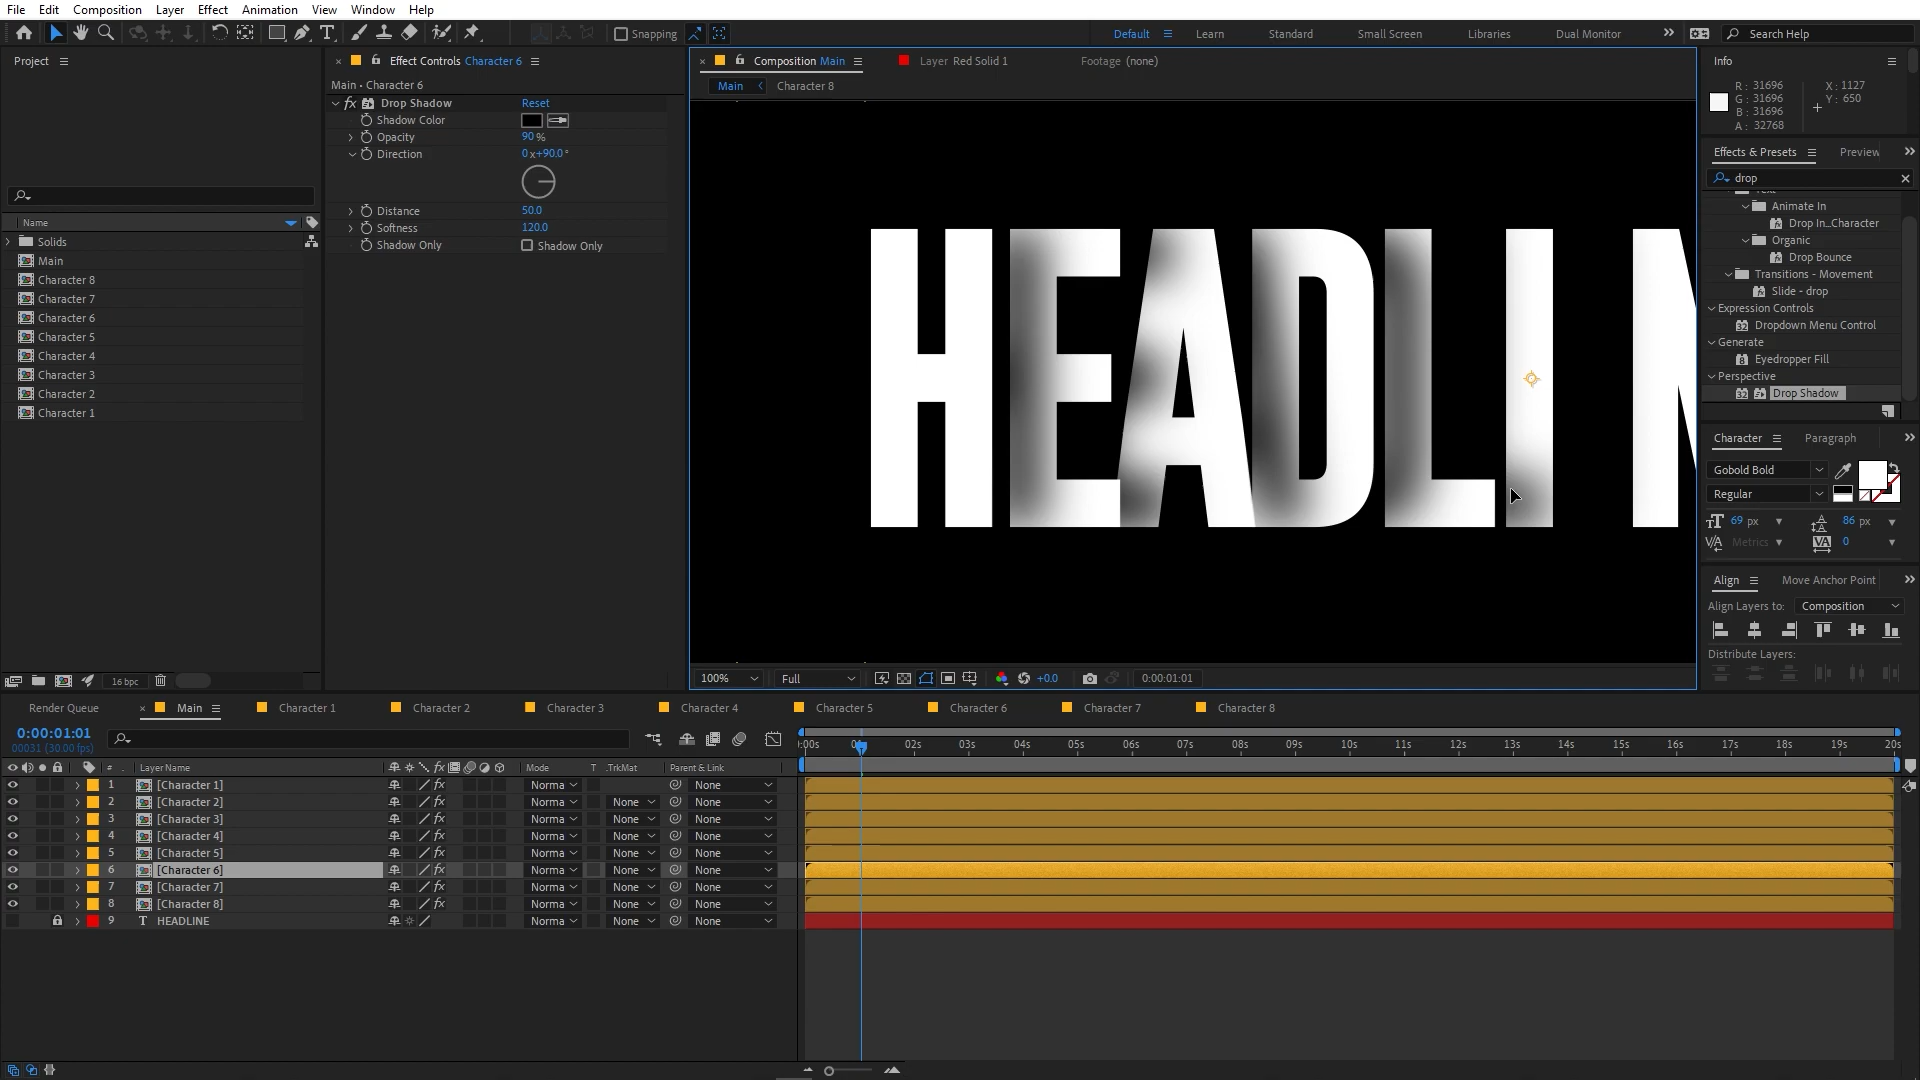 File Edit Composition Layer Effect Animation View Window Help
Snapping
Default Learn Standard Small Screen Libraries Dual Monitor Search Help
Project
Name
Solids
Main
Character 8
Character 7
Character 6
Character 5
Character 4
Character 3
Character 2
Character 1
16 bpc
Effect Controls Character 6
Main • Character 6
fx Drop Shadow Reset
Shadow Color
Opacity 90 %
Direction 0x+90.0°
Distance 50.0
Softness 120.0
Shadow Only Shadow Only
Composition Main Layer Red Solid 1 Footage (none)
Main Character 8
HEADLI
100% Full +0.0 0:00:01:01
Info
R : 31696 X : 1127
G : 31696 Y : 650
B : 31696
A : 32768
Effects & Presets Preview
drop
Text
Animate In
Drop In...Character
Organic
Drop Bounce
Transitions - Movement
Slide - drop
Expression Controls
Dropdown Menu Control
Generate
Eyedropper Fill
Perspective
Drop Shadow
Character Paragraph
Gobold Bold
Regular
69 px 86 px
Metrics 0
Align Move Anchor Point
Align Layers to: Composition
Distribute Layers:
Render Queue Main Character 1 Character 2 Character 3 Character 4 Character 5 Character 6 Character 7 Character 8
0:00:01:01
00031 (30.00 fps)
:00s 02s 03s 04s 05s 06s 07s 08s 09s 10s 11s 12s 13s 14s 15s 16s 17s 18s 19s 20s
# Layer Name Mode T .TrkMat Parent & Link
1 [Character 1] Norma None
2 [Character 2] Norma None None
3 [Character 3] Norma None None
4 [Character 4] Norma None None
5 [Character 5] Norma None None
6 [Character 6] Norma None None
7 [Character 7] Norma None None
8 [Character 8] Norma None None
9 T HEADLINE Norma None None